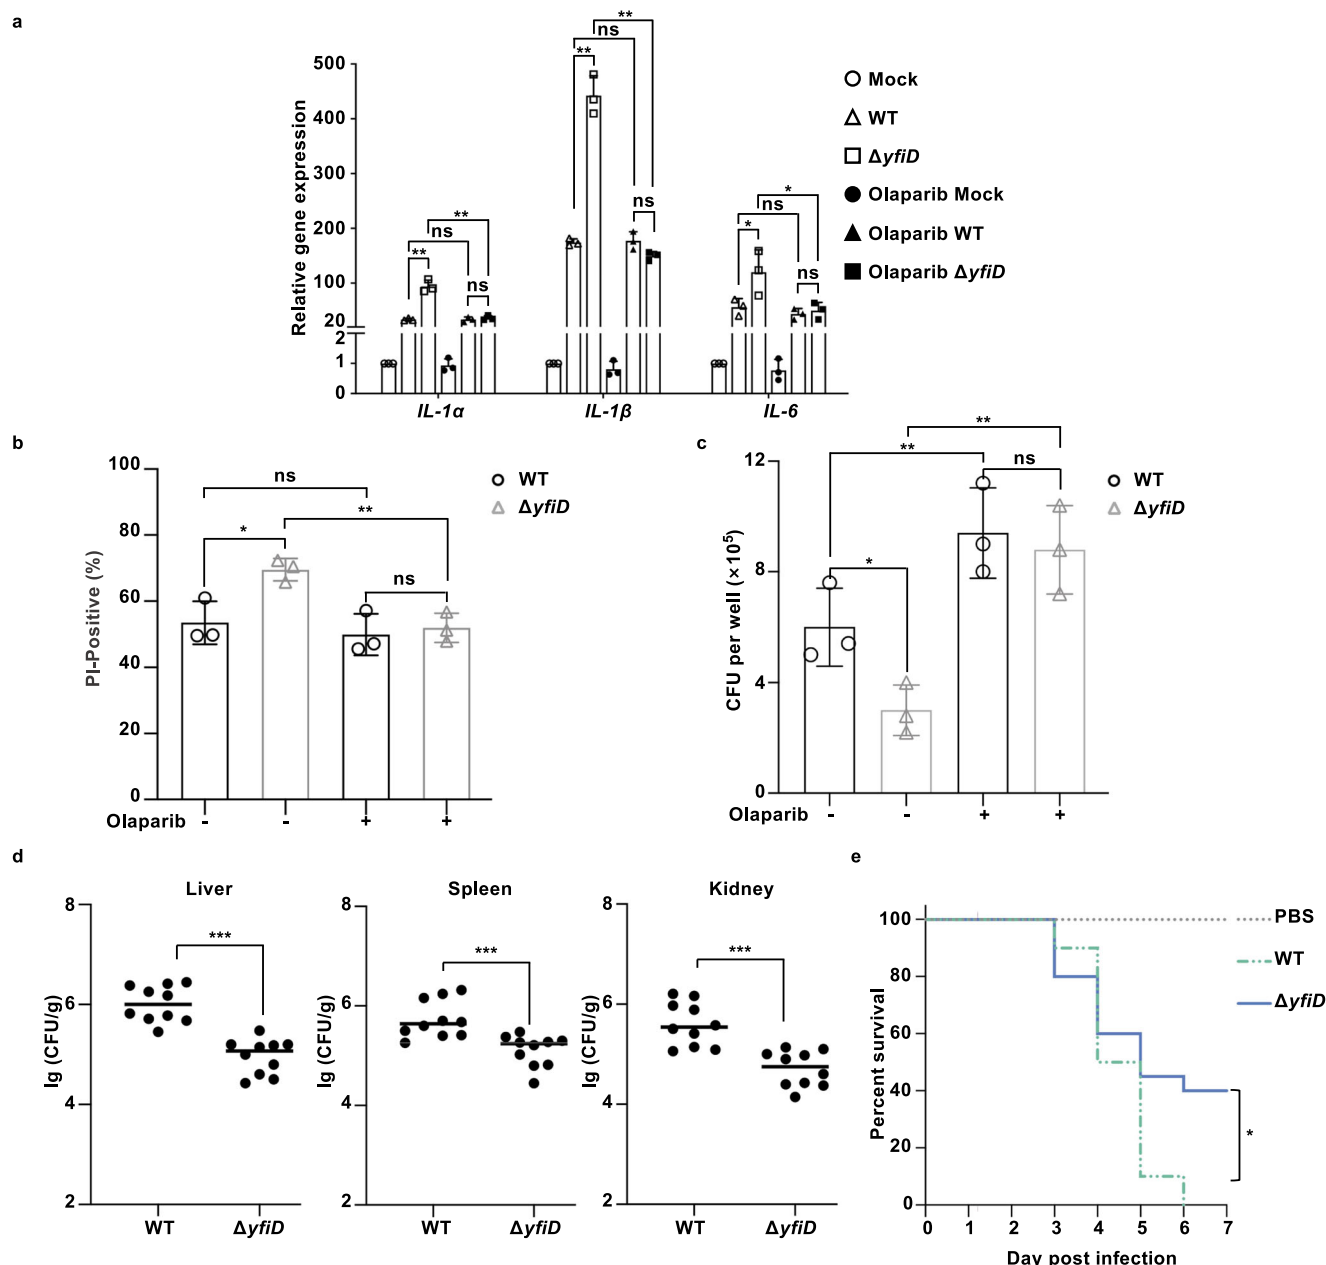 a
**
ns
**
500
400
300
200
100
20
2
1
0
Relative gene expression
**
ns
**
ns
ns
*
ns
*
ns
IL-1α
IL-1β
IL-6
Mock
WT
ΔyfiD
Olaparib Mock
Olaparib WT
Olaparib ΔyfiD
b
100
80
60
40
20
0
PI-Positive (%)
ns
**
*
ns
WT
ΔyfiD
Olaparib - - + +
c
12
8
4
0
CFU per well (×10⁵)
**
**
ns
*
WT
ΔyfiD
Olaparib - - + +
d
Liver
8
6
4
2
lg (CFU/g)
***
WT ΔyfiD
Spleen
8
6
4
2
lg (CFU/g)
***
WT ΔyfiD
Kidney
8
6
4
2
lg (CFU/g)
***
WT ΔyfiD
e
100
80
60
40
20
0
Percent survival
PBS
WT
ΔyfiD
*
0 1 2 3 4 5 6 7
Day post infection